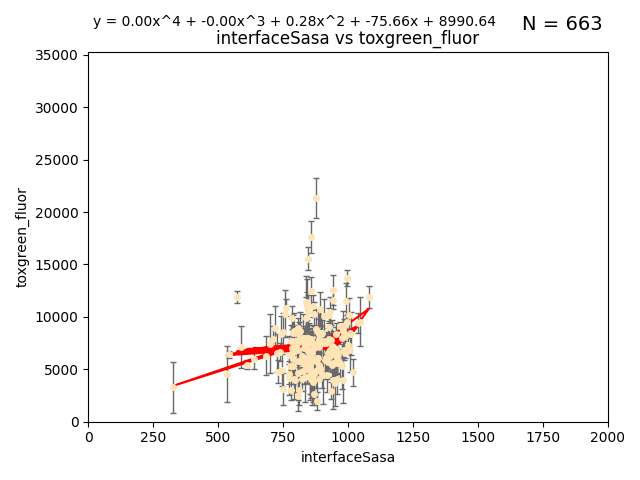 y = 0.00x^4 + -0.00x^3 + 0.28x^2 + -75.66x + 8990.64
N = 663
interfaceSasa vs toxgreen_fluor
35000
30000
25000
20000
15000
10000
5000
0
toxgreen_fluor
0 250 500 750 1000 1250 1500 1750 2000
interfaceSasa